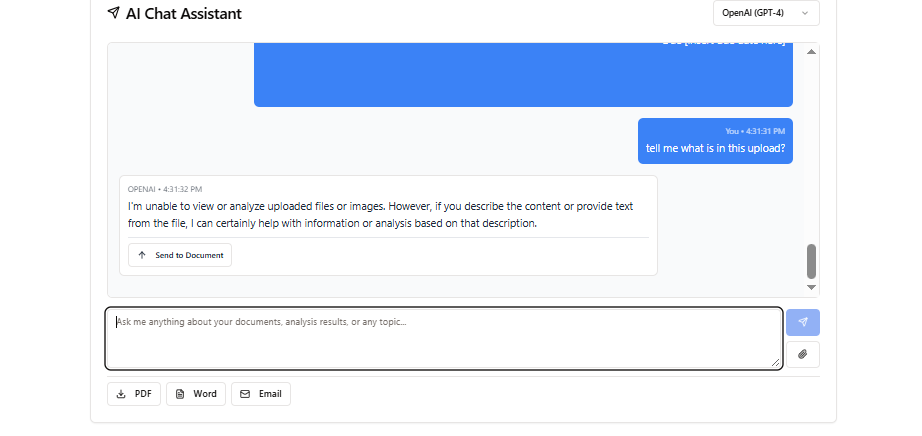 AI Chat Assistant
OpenAI (GPT-4)
You • 4:31:31 PM
tell me what is in this upload?
OPENAI • 4:31:32 PM
I'm unable to view or analyze uploaded files or images. However, if you describe the content or provide text
from the file, I can certainly help with information or analysis based on that description.
Send to Document
Ask me anything about your documents, analysis results, or any topic...
PDF
Word
Email